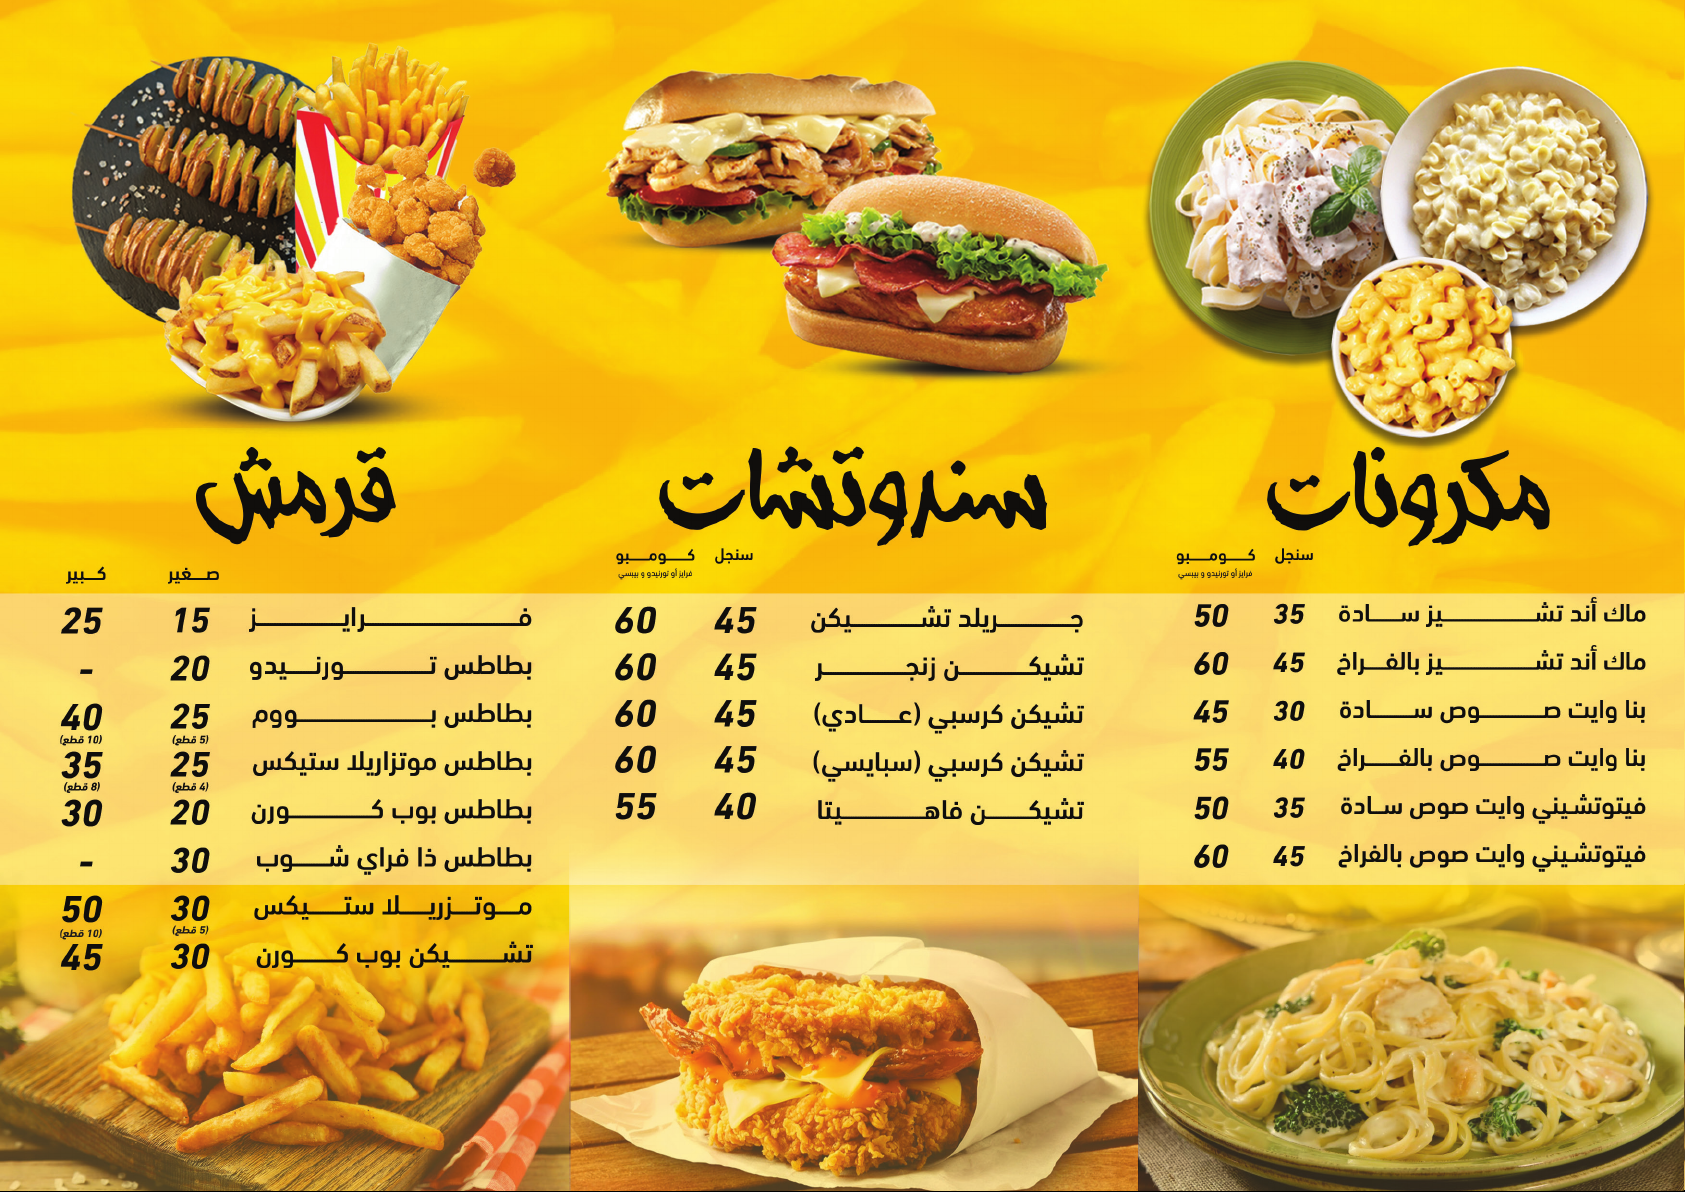 مكرونات
سنجل كومبو
فرايز أو تورنيدو و بيبسي
ماك أند تشيز سادة 35 50
ماك أند تشيز بالفراخ 45 60
بنا وايت صوص سادة 30 45
بنا وايت صوص بالفراخ 40 55
فيتوتشيني وايت صوص سادة 35 50
فيتوتشيني وايت صوص بالفراخ 45 60
سندوتشات
سنجل كومبو
فرايز أو تورنيدو و بيبسي
جريلد تشيكن 45 60
تشيكن زنجر 45 60
تشيكن كرسبي (عادي) 45 60
تشيكن كرسبي (سبايسي) 45 60
تشيكن فاهيتا 40 55
قرمش
صغير كبير
فرايز 15 25
بطاطس تورنيدو 20 -
بطاطس بووم 25 40
(5 قطع) (10 قطع)
بطاطس موتزاريلا ستيكس 25 35
(4 قطع) (8 قطع)
بطاطس بوب كورن 20 30
بطاطس ذا فراي شوب 30 -
موتزريلا ستيكس 30 50
(5 قطع) (10 قطع)
تشيكن بوب كورن 30 45